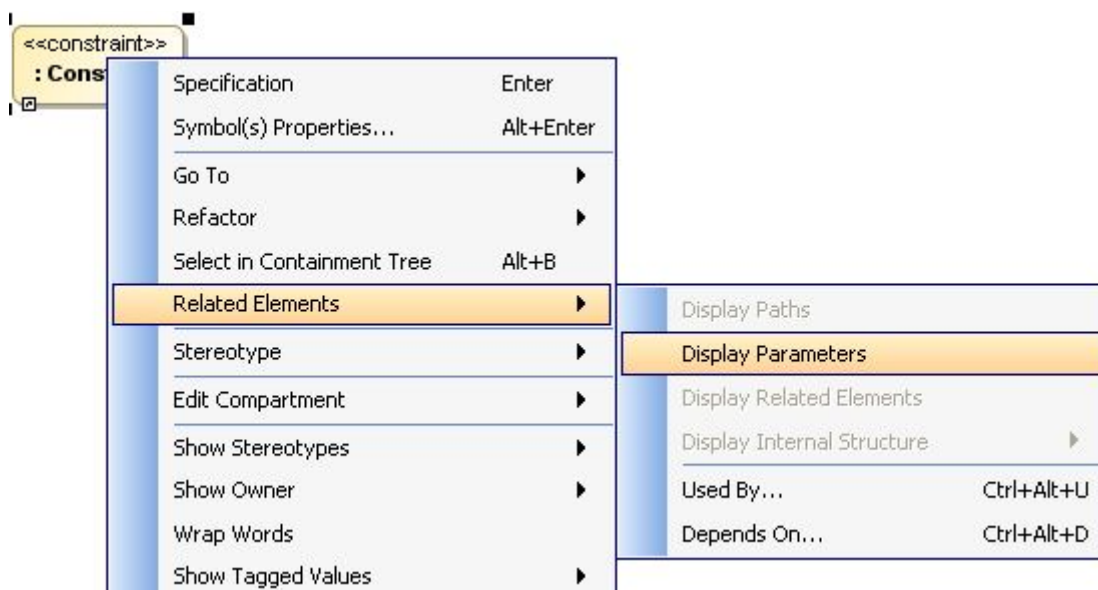 <<constraint>>
: Cons
Specification Enter
Symbol(s) Properties... Alt+Enter
Go To
Refactor
Select in Containment Tree Alt+B
Related Elements
Stereotype
Edit Compartment
Show Stereotypes
Show Owner
Wrap Words
Show Tagged Values
Display Paths
Display Parameters
Display Related Elements
Display Internal Structure
Used By... Ctrl+Alt+U
Depends On... Ctrl+Alt+D